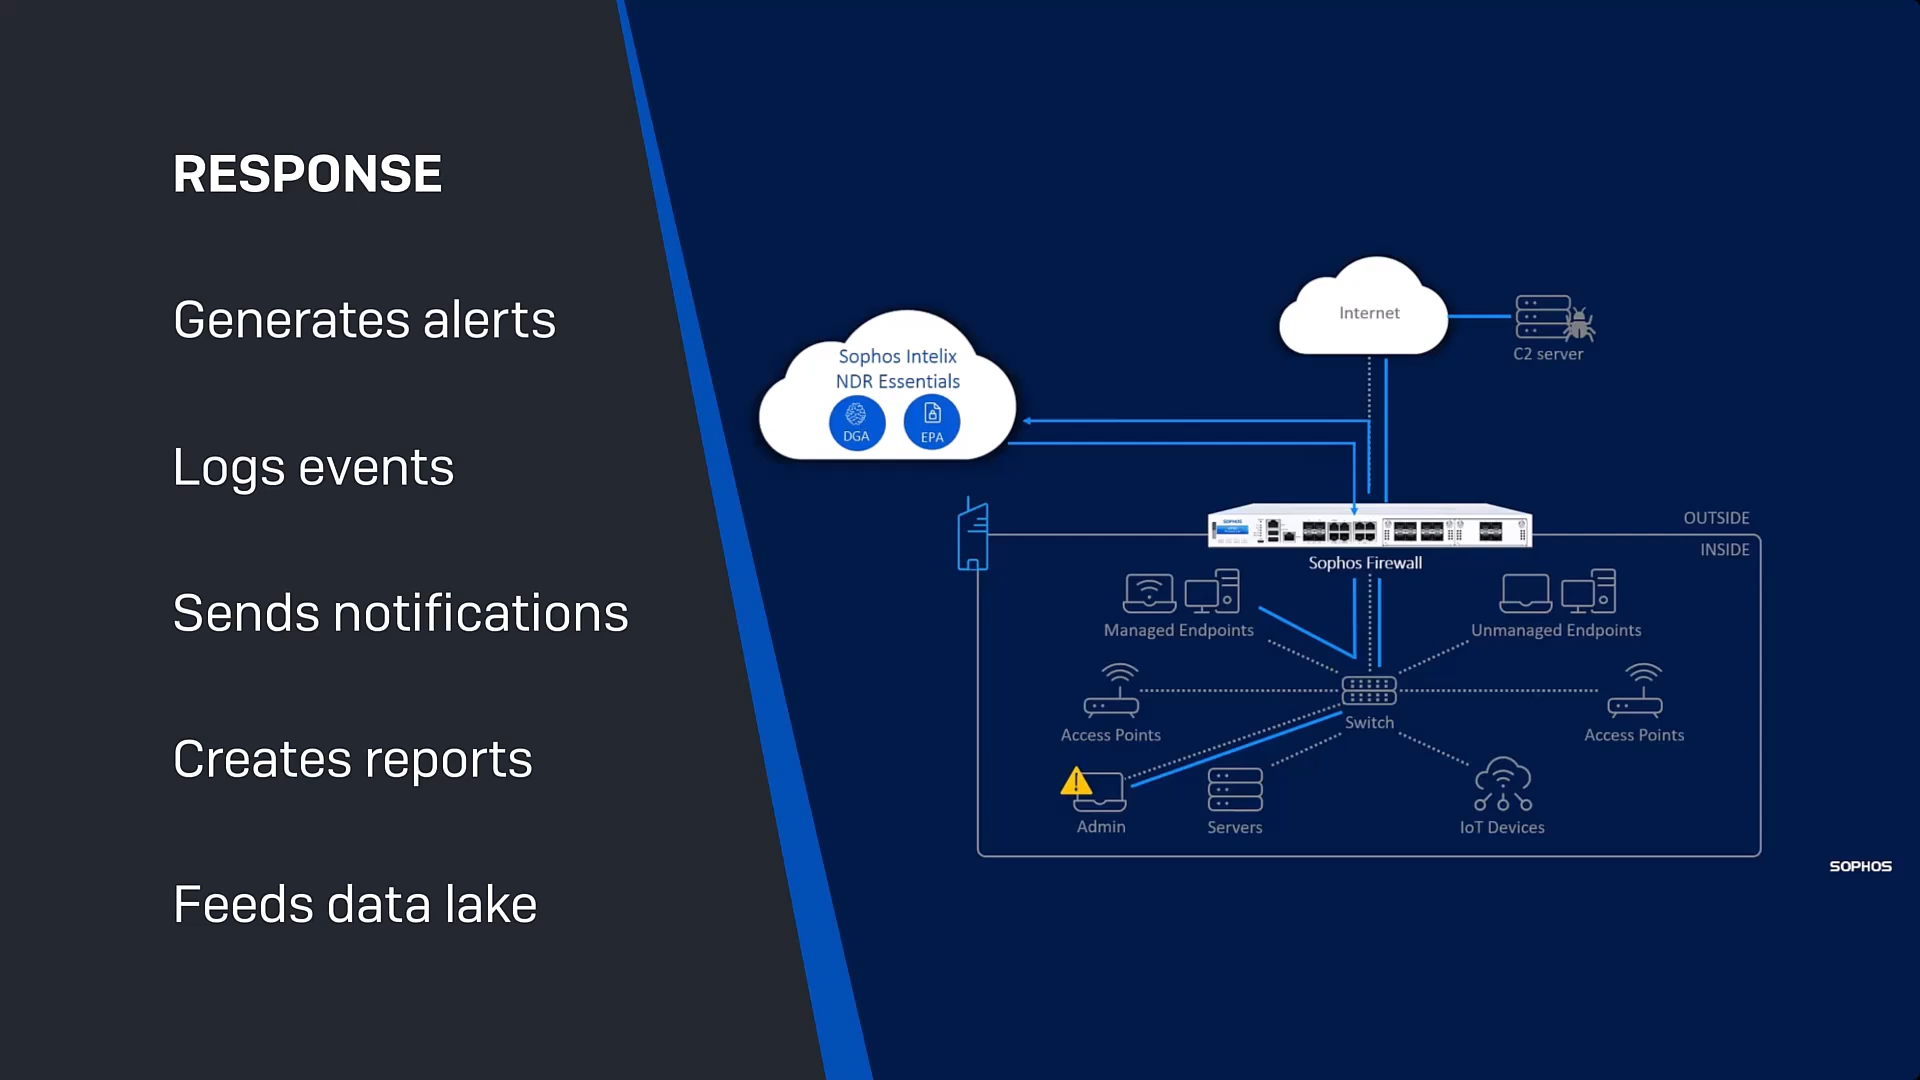 RESPONSE
Generates alerts
Logs events
Sends notifications
Creates reports
Feeds data lake
Internet
C2 server
Sophos Intelix
NDR Essentials
DGA
EPA
OUTSIDE
INSIDE
SOPHOS
Sophos Firewall
Managed Endpoints
Unmanaged Endpoints
Access Points
Switch
Access Points
Admin
Servers
IoT Devices
SOPHOS